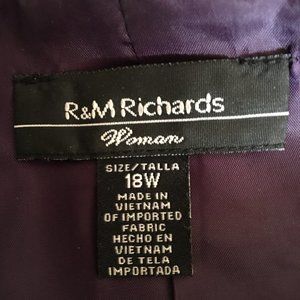 R&M Richards
Woman
SIZE/TALLA
18W
MADE IN
VIETNAM
OF IMPORTED
FABRIC
HECHO EN
VIETNAM
DE TELA
IMPORTADA